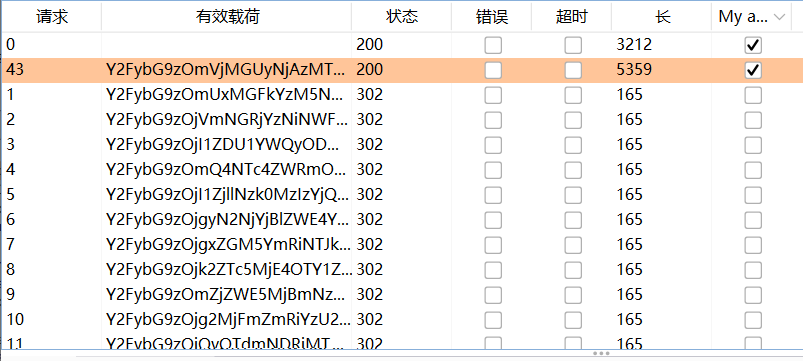 请求 有效载荷 状态 错误 超时 长 My a...
0 200 3212
43 Y2FybG9zOmVjMGUyNjAzMT... 200 5359
1 Y2FybG9zOmUxMGFkYzM5N... 302 165
2 Y2FybG9zOjVmNGRjYzNiNWF... 302 165
3 Y2FybG9zOjI1ZDU1YWQyOD... 302 165
4 Y2FybG9zOmQ4NTc4ZWRmO... 302 165
5 Y2FybG9zOjI1ZjllNzk0MzIzYjQ... 302 165
6 Y2FybG9zOjgyN2NjYjBlZWE4Y... 302 165
7 Y2FybG9zOjgxZGM5YmRiNTJk... 302 165
8 Y2FybG9zOjk2ZTc5MjE4OTY1Z... 302 165
9 Y2FybG9zOmZjZWE5MjBmNz... 302 165
10 Y2FybG9zOjg2MjFmZmRiYzU2... 302 165
11 302 165